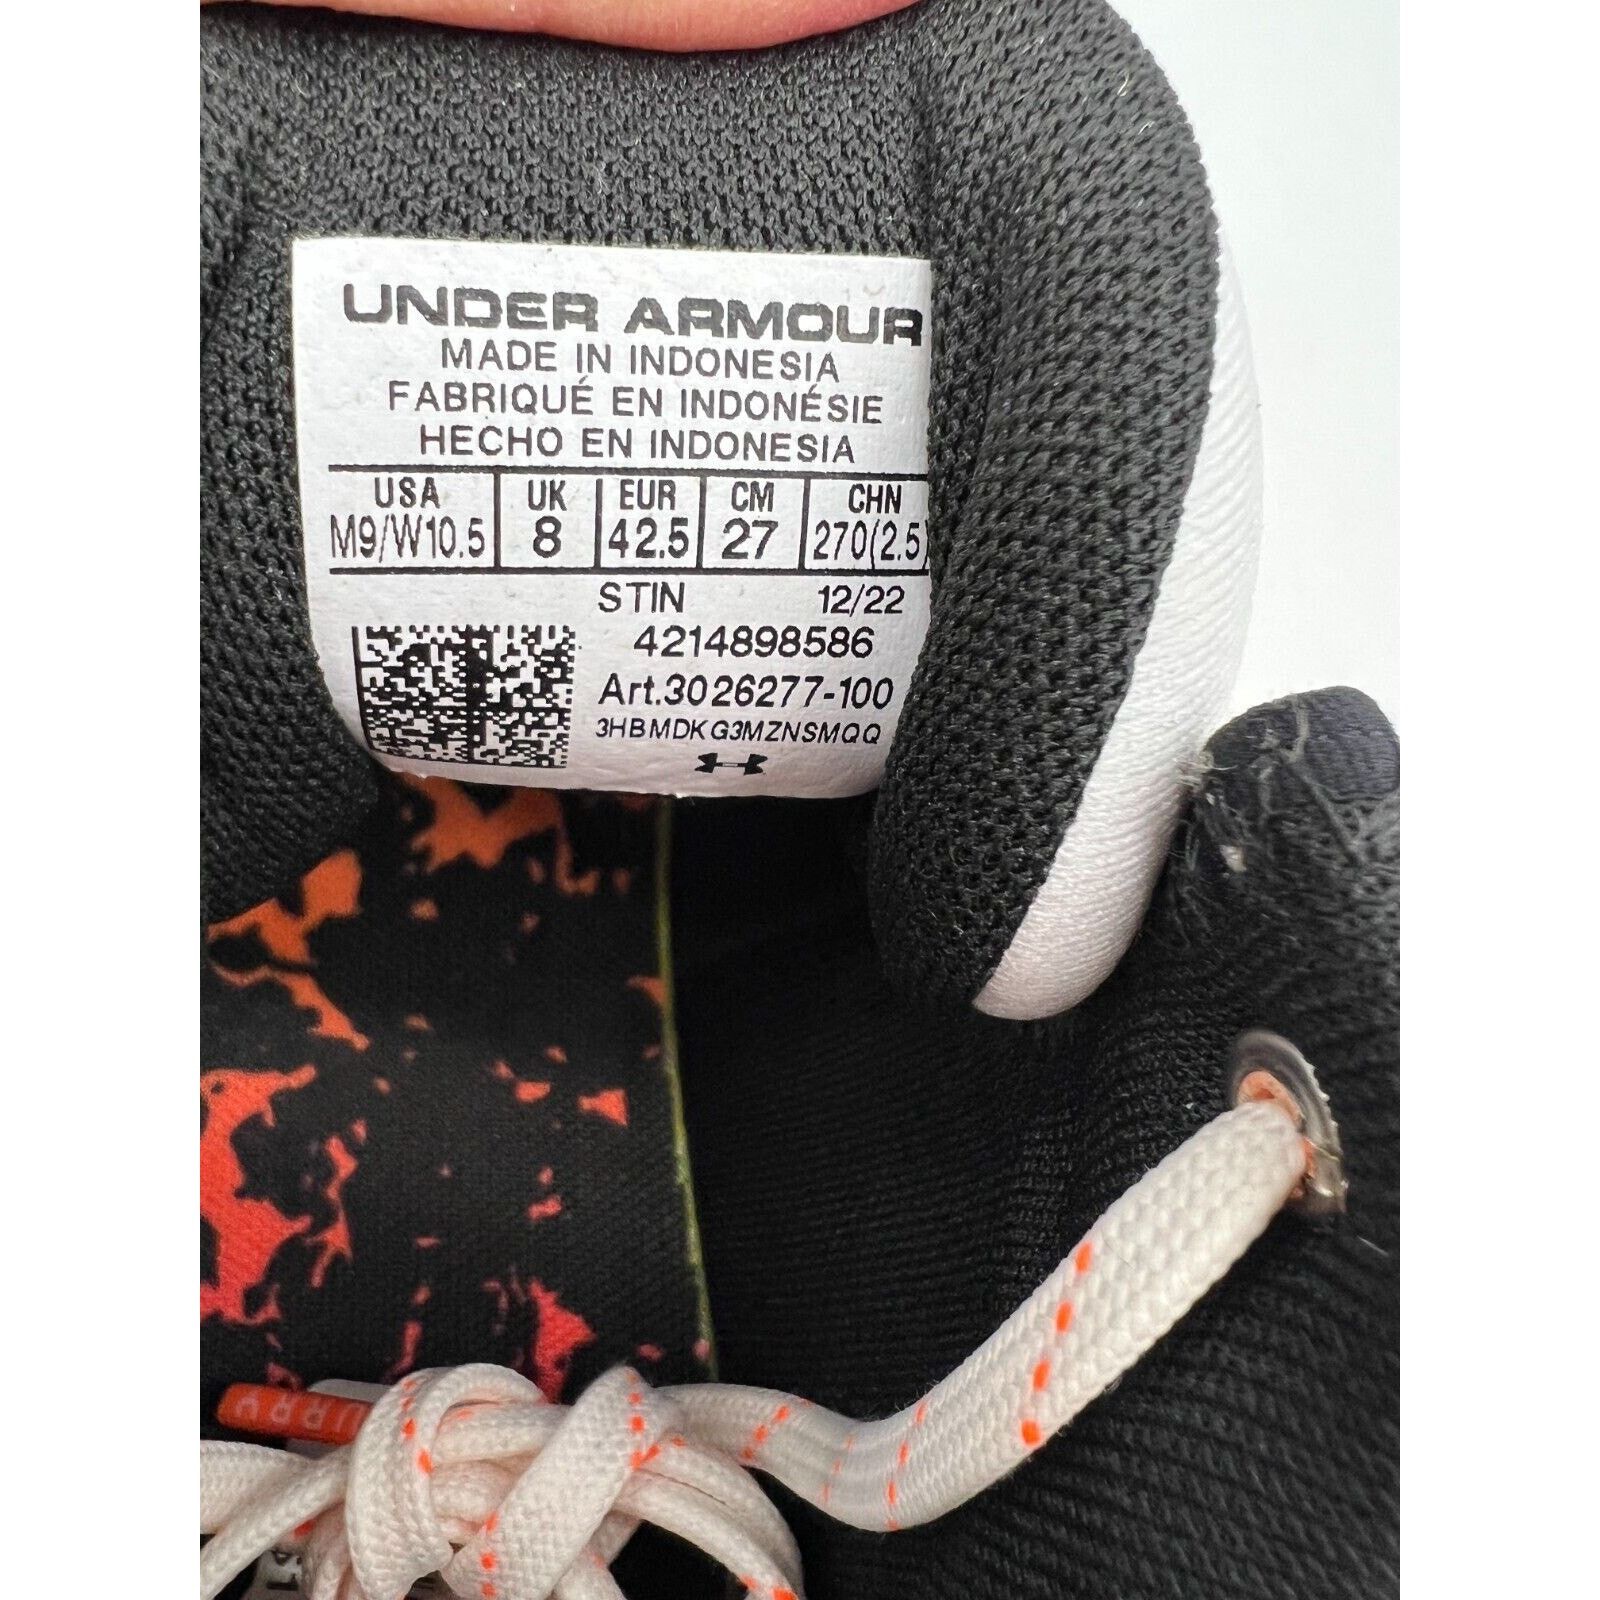 UNDER ARMOUR
MADE IN INDONESIA
FABRIQUÉ EN INDONÉSIE
HECHO EN INDONESIA
USA UK EUR CM CHN
M9/W10.5 8 42.5 27 270(2.5)
STIN 12/22
4214898586
Art.3026277-100
3HBMDKG3MZNSMQQ
URRY